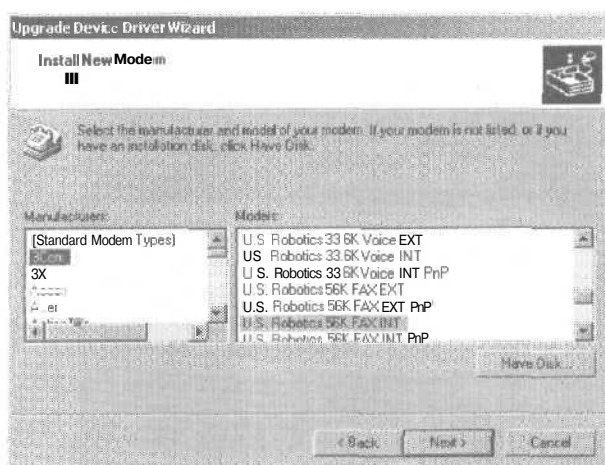 Upgrade Device Driver Wizard
Install New Modem
III
Select the manufacturer and model of your modem. If your modem is not listed, or if you
have an installation disk, click Have Disk.
Manufacturers:
Models:
[Standard Modem Types]
3Com
3X
Acer
U.S. Robotics 33.6K Voice EXT
US Robotics 33.6K Voice INT
U.S. Robotics 33.6K Voice INT PnP
U.S. Robotics 56K FAX EXT
U.S. Robotics 56K FAX EXT PnP
U.S. Robotics 56K FAX INT
U.S. Robotics 56K FAX INT PnP
Have Disk...
< Back
Next >
Cancel